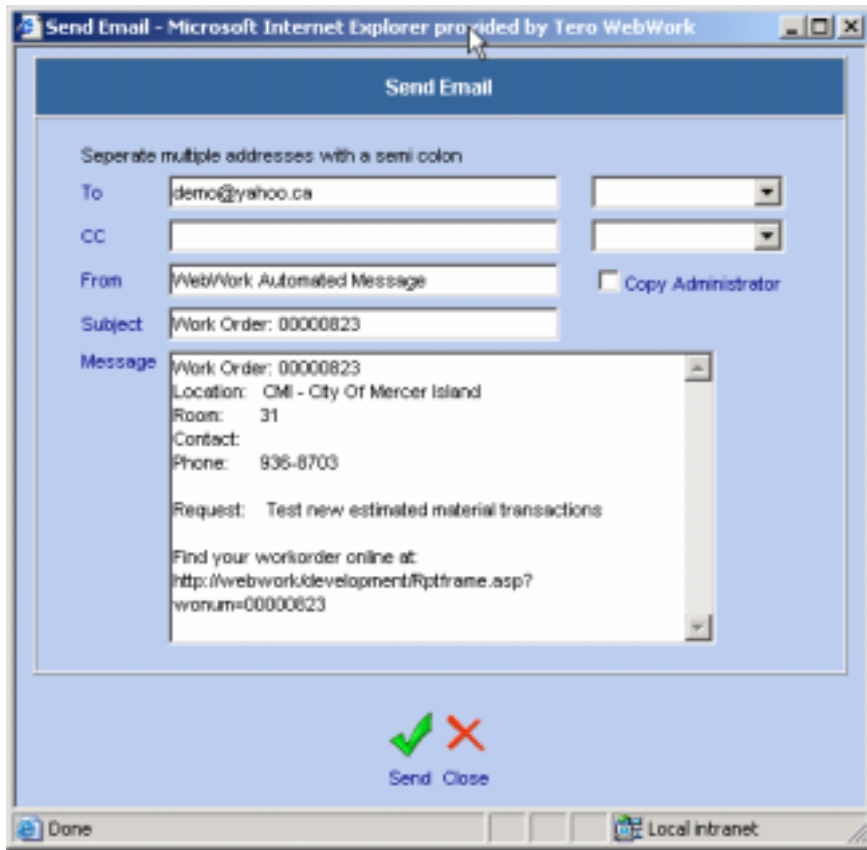 Send Email - Microsoft Internet Explorer provided by Tero WebWork
Send Email
Seperate multiple addresses with a semi colon
To demo@yahoo.ca
CC
From WebWork Automated Message Copy Administrator
Subject Work Order: 00000823
Message Work Order: 00000823
Location: CMI - City Of Mercer Island
Room: 31
Contact:
Phone: 936-8703
Request: Test new estimated material transactions
Find your workorder online at:
http://webwork/development/Rptframe.asp?
wonum=00000823
Send Close
Done Local intranet